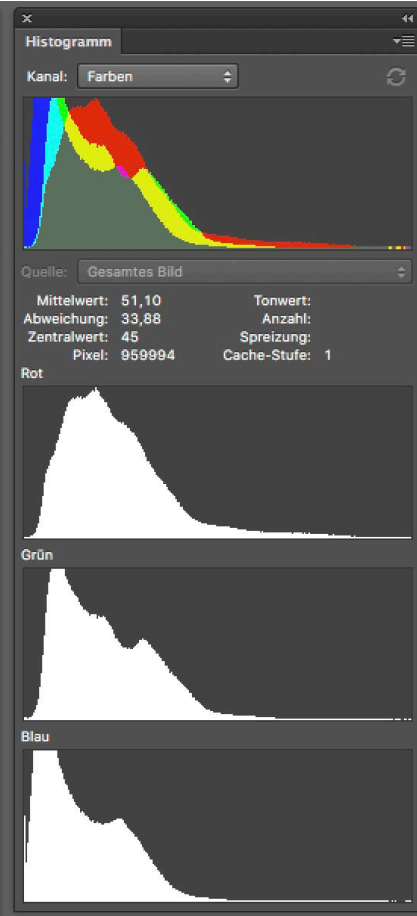 Histogramm
Kanal: Farben
Quelle: Gesamtes Bild
Mittelwert: 51,10 Tonwert:
Abweichung: 33,88 Anzahl:
Zentralwert: 45 Spreizung:
Pixel: 959994 Cache-Stufe: 1
Rot
Grün
Blau